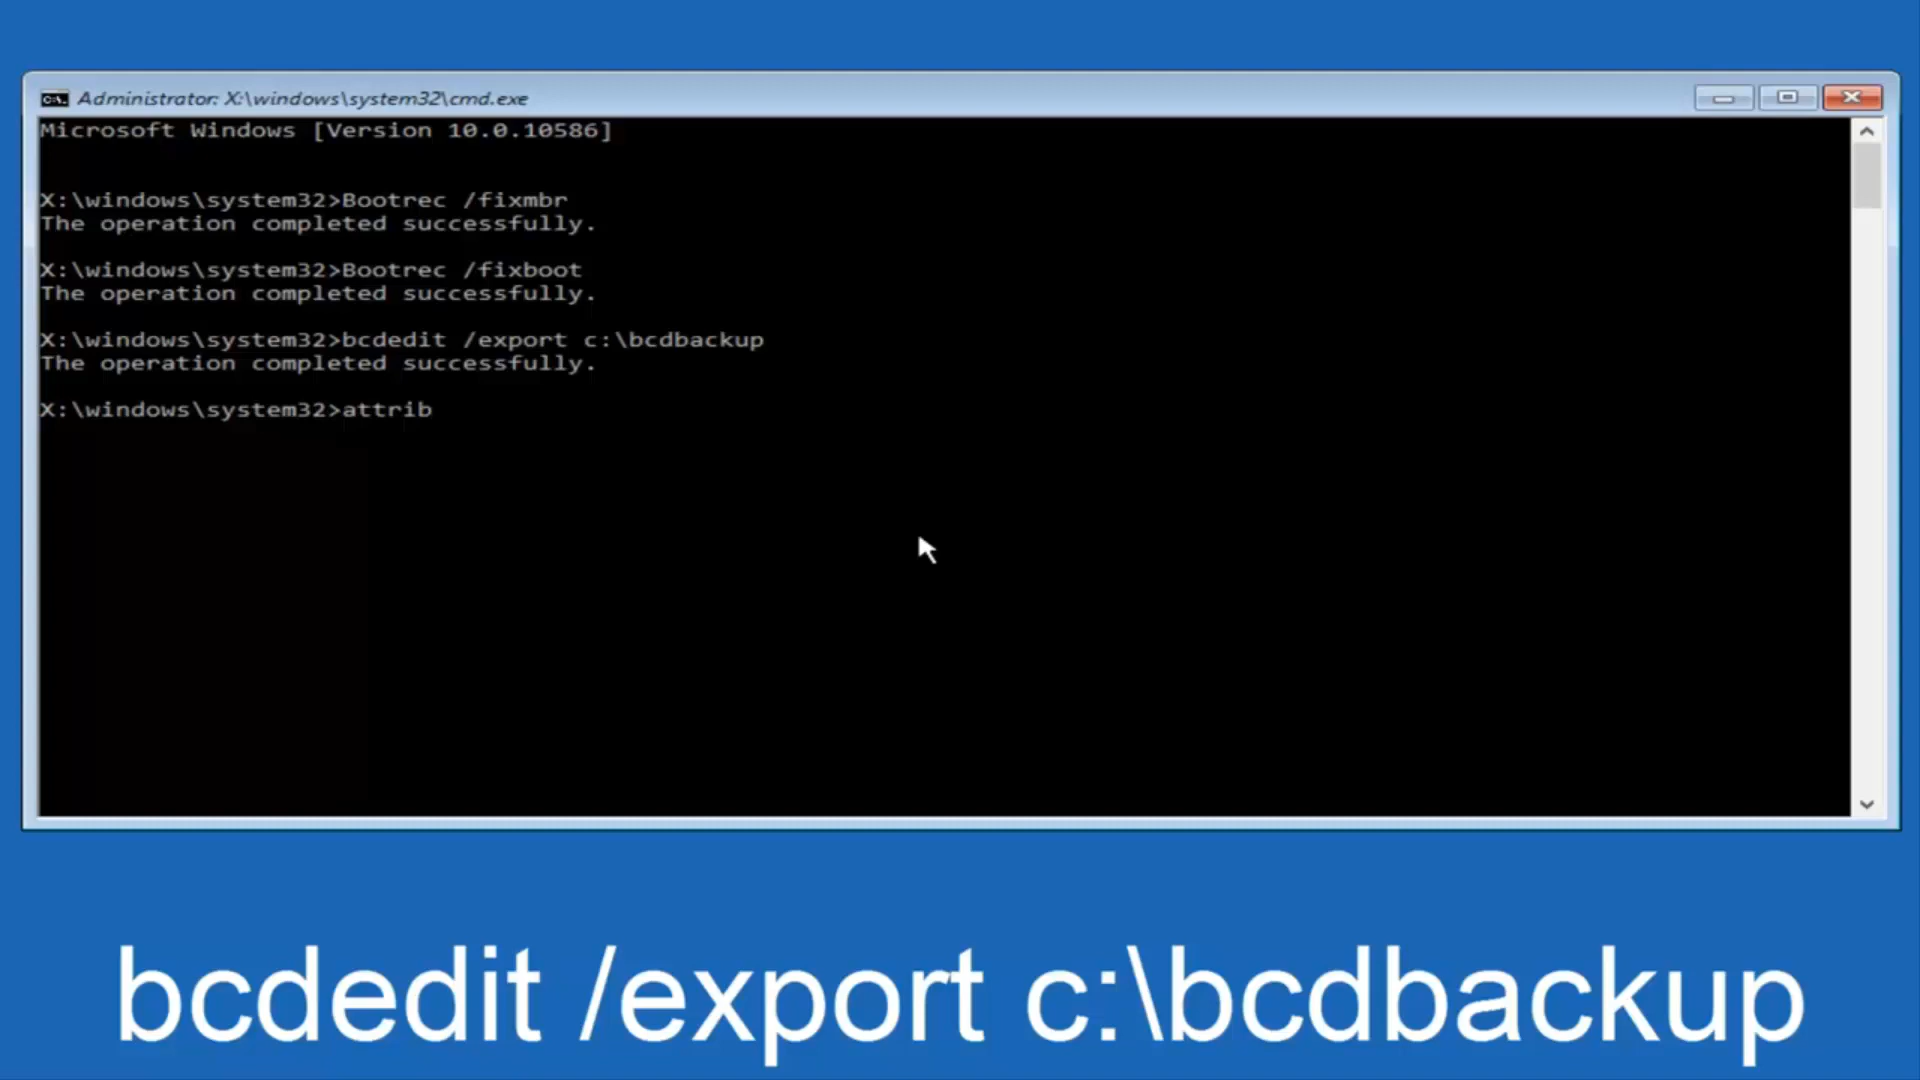 Administrator: X:\windows\system32\cmd.exe
Microsoft Windows [Version 10.0.10586]
X:\windows\system32>Bootrec /fixmbr
The operation completed successfully.
X:\windows\system32>Bootrec /fixboot
The operation completed successfully.
X:\windows\system32>bcdedit /export c:\bcdbackup
The operation completed successfully.
X:\windows\system32>attrib
bcdedit /export c:\bcdbackup